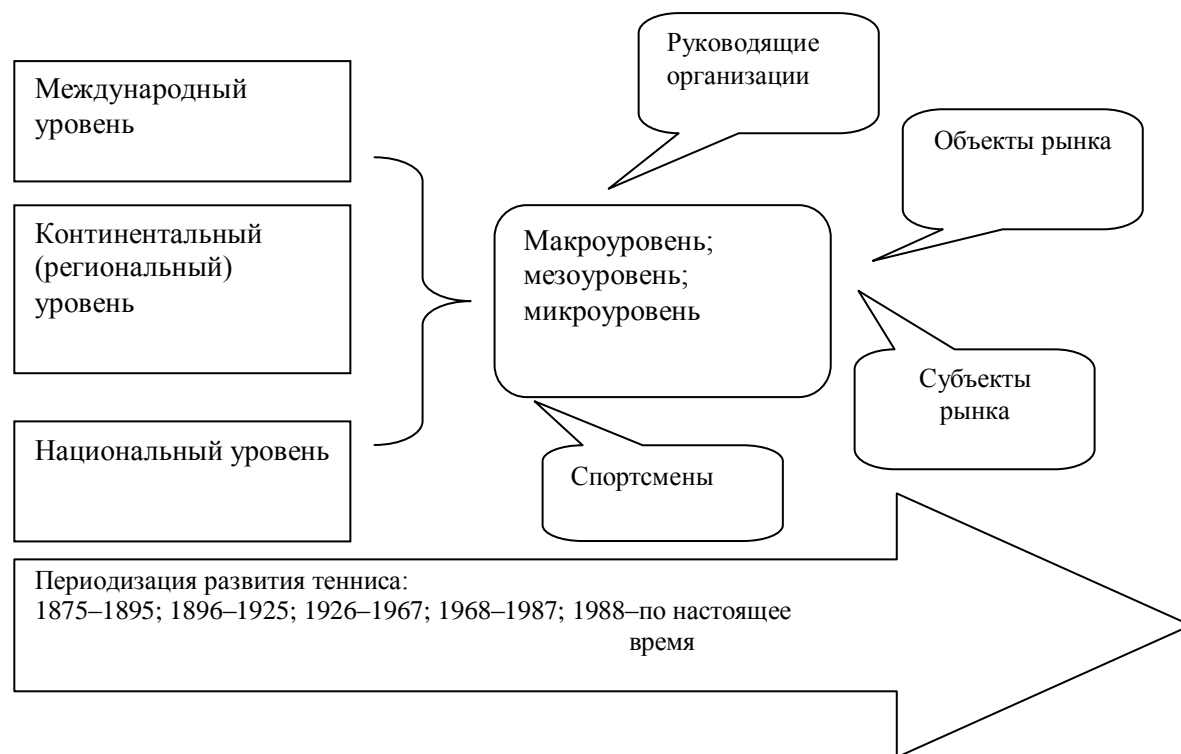 Руководящие
организации
Международный
уровень
Объекты рынка
Континентальный
(региональный)
уровень
Макроуровень;
мезоуровень;
микроуровень
Субъекты
рынка
Национальный уровень
Спортсмены
Периодизация развития тенниса:
1875–1895; 1896–1925; 1926–1967; 1968–1987; 1988–по настоящее
время